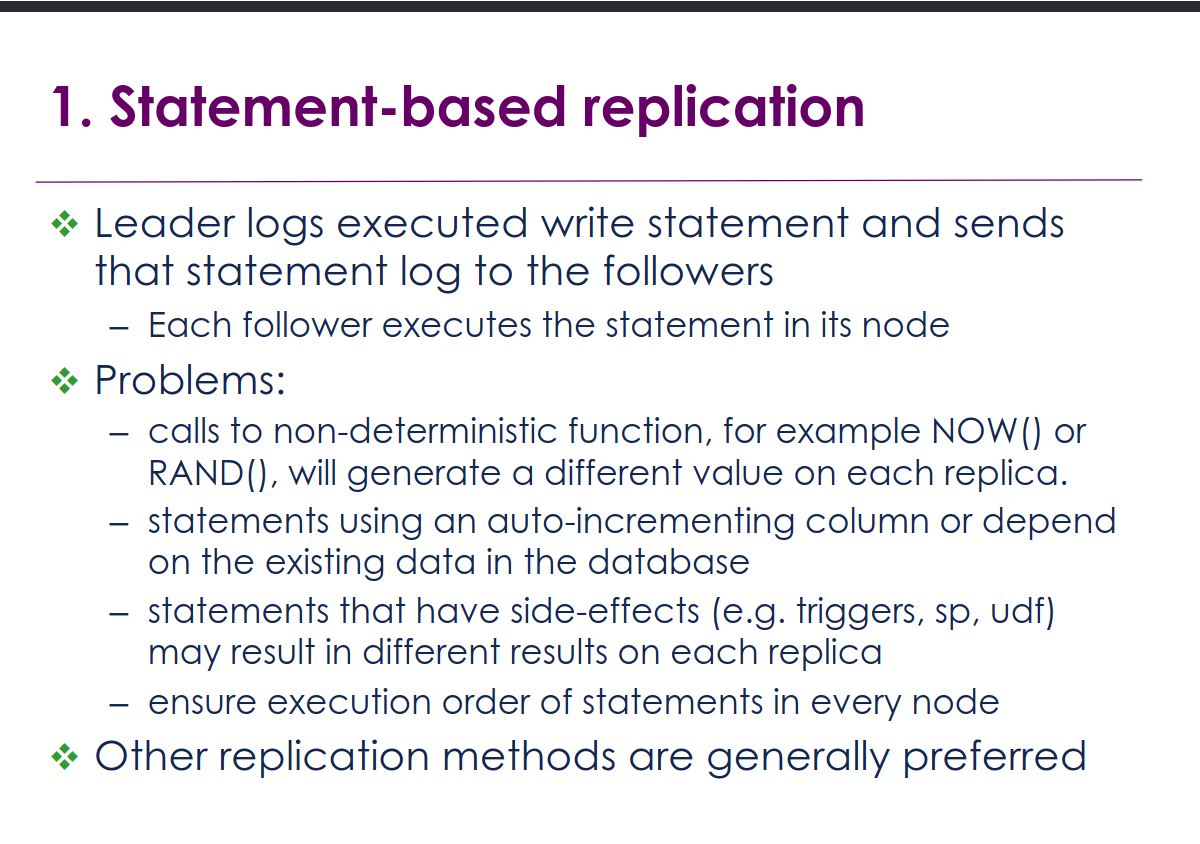 1. Statement-based replication
❖ Leader logs executed write statement and sends
that statement log to the followers
– Each follower executes the statement in its node
❖ Problems:
– calls to non-deterministic function, for example NOW() or
RAND(), will generate a different value on each replica.
– statements using an auto-incrementing column or depend
on the existing data in the database
– statements that have side-effects (e.g. triggers, sp, udf)
may result in different results on each replica
– ensure execution order of statements in every node
❖ Other replication methods are generally preferred